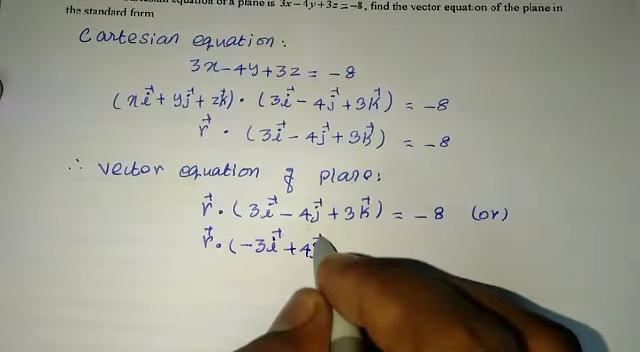 equation of a plane is 3x − 4y + 3z = −8, find the vector equation of the plane in
the standard form
Cartesian equation:
3x − 4y + 3z = −8
(xi⃗ + yj⃗ + zk⃗) · (3i⃗ − 4j⃗ + 3k⃗) = −8
r⃗ · (3i⃗ − 4j⃗ + 3k⃗) = −8
∴ vector equation of plane:
r⃗ · (3i⃗ − 4j⃗ + 3k⃗) = −8 (or)
r⃗ · (−3i⃗ + 4j⃗